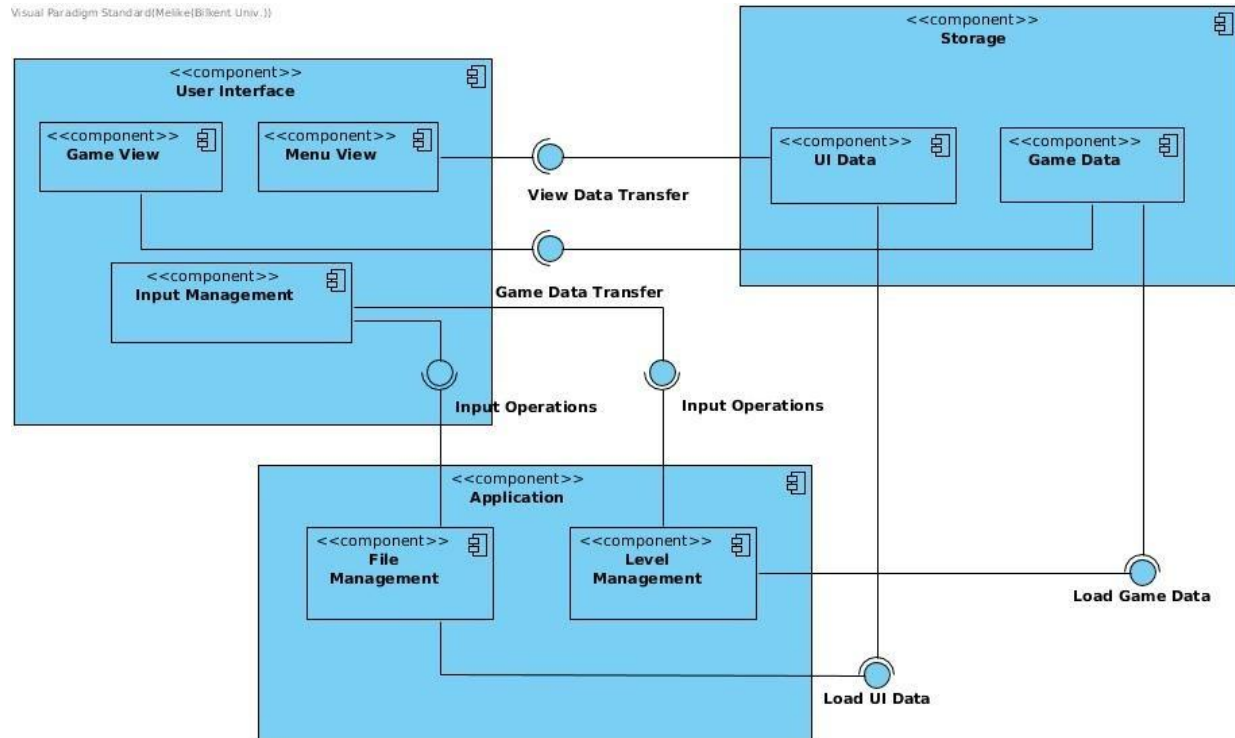 Visual Paradigm Standard(Melike(Bilkent Univ.))
<<component>>
Storage
<<component>>
User Interface
<<component>>
Game View
<<component>>
Menu View
<<component>>
UI Data
<<component>>
Game Data
View Data Transfer
<<component>>
Input Management
Game Data Transfer
Input Operations
Input Operations
<<component>>
Application
<<component>>
File
Management
<<component>>
Level
Management
Load Game Data
Load UI Data